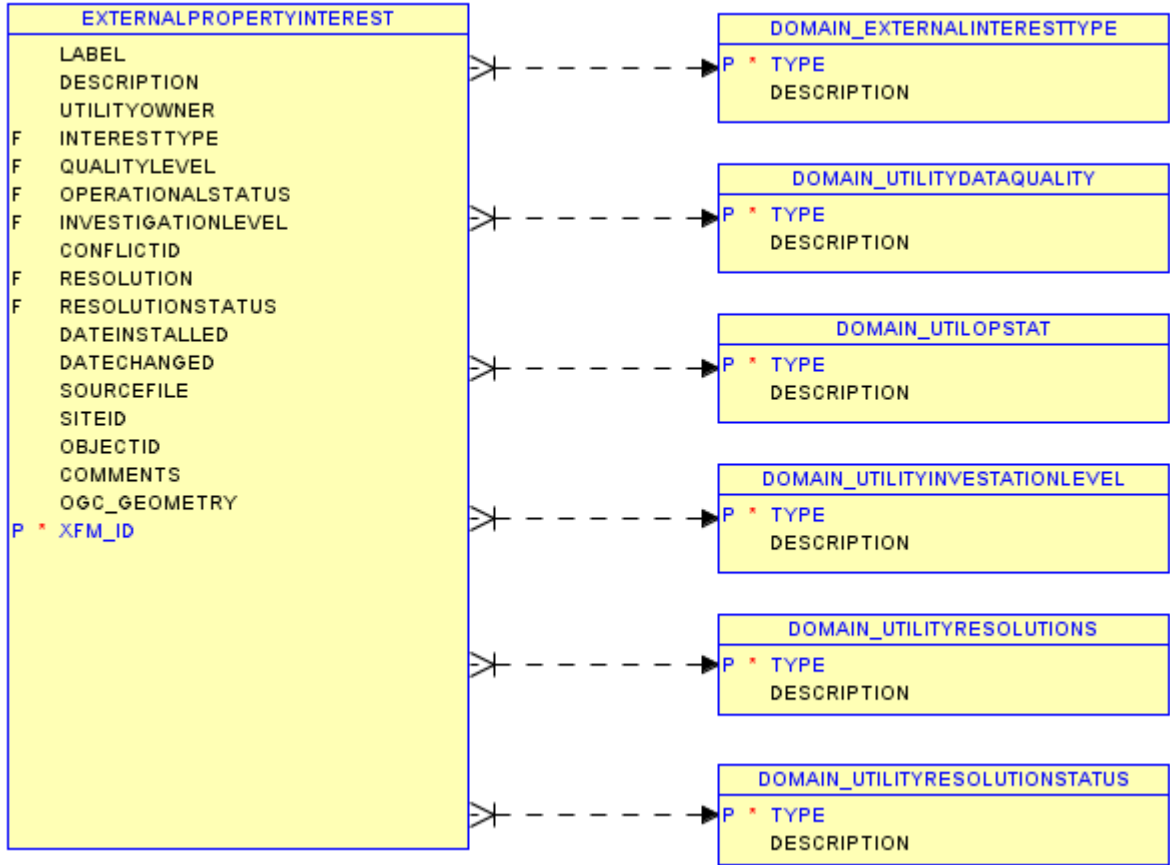 EXTERNALPROPERTYINTEREST
LABEL
DESCRIPTION
UTILITYOWNER
F INTERESTTYPE
F QUALITYLEVEL
F OPERATIONALSTATUS
F INVESTIGATIONLEVEL
CONFLICTID
F RESOLUTION
F RESOLUTIONSTATUS
DATEINSTALLED
DATECHANGED
SOURCEFILE
SITEID
OBJECTID
COMMENTS
OGC_GEOMETRY
P * XFM_ID
DOMAIN_EXTERNALINTERESTTYPE
P * TYPE
DESCRIPTION
DOMAIN_UTILITYDATAQUALITY
P * TYPE
DESCRIPTION
DOMAIN_UTILOPSTAT
P * TYPE
DESCRIPTION
DOMAIN_UTILITYINVESTATIONLEVEL
P * TYPE
DESCRIPTION
DOMAIN_UTILITYRESOLUTIONS
P * TYPE
DESCRIPTION
DOMAIN_UTILITYRESOLUTIONSTATUS
P * TYPE
DESCRIPTION